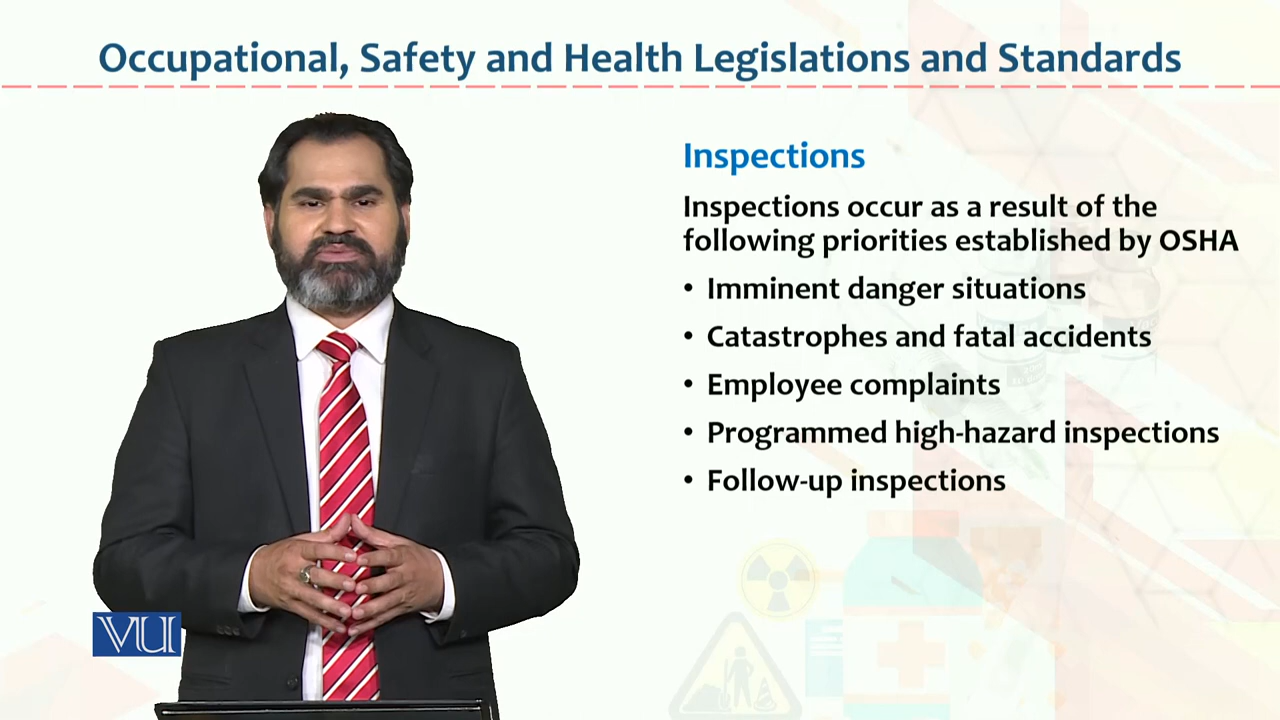 Occupational, Safety and Health Legislations and Standards
Inspections
Inspections occur as a result of the
following priorities established by OSHA
• Imminent danger situations
• Catastrophes and fatal accidents
• Employee complaints
• Programmed high-hazard inspections
• Follow-up inspections
VU